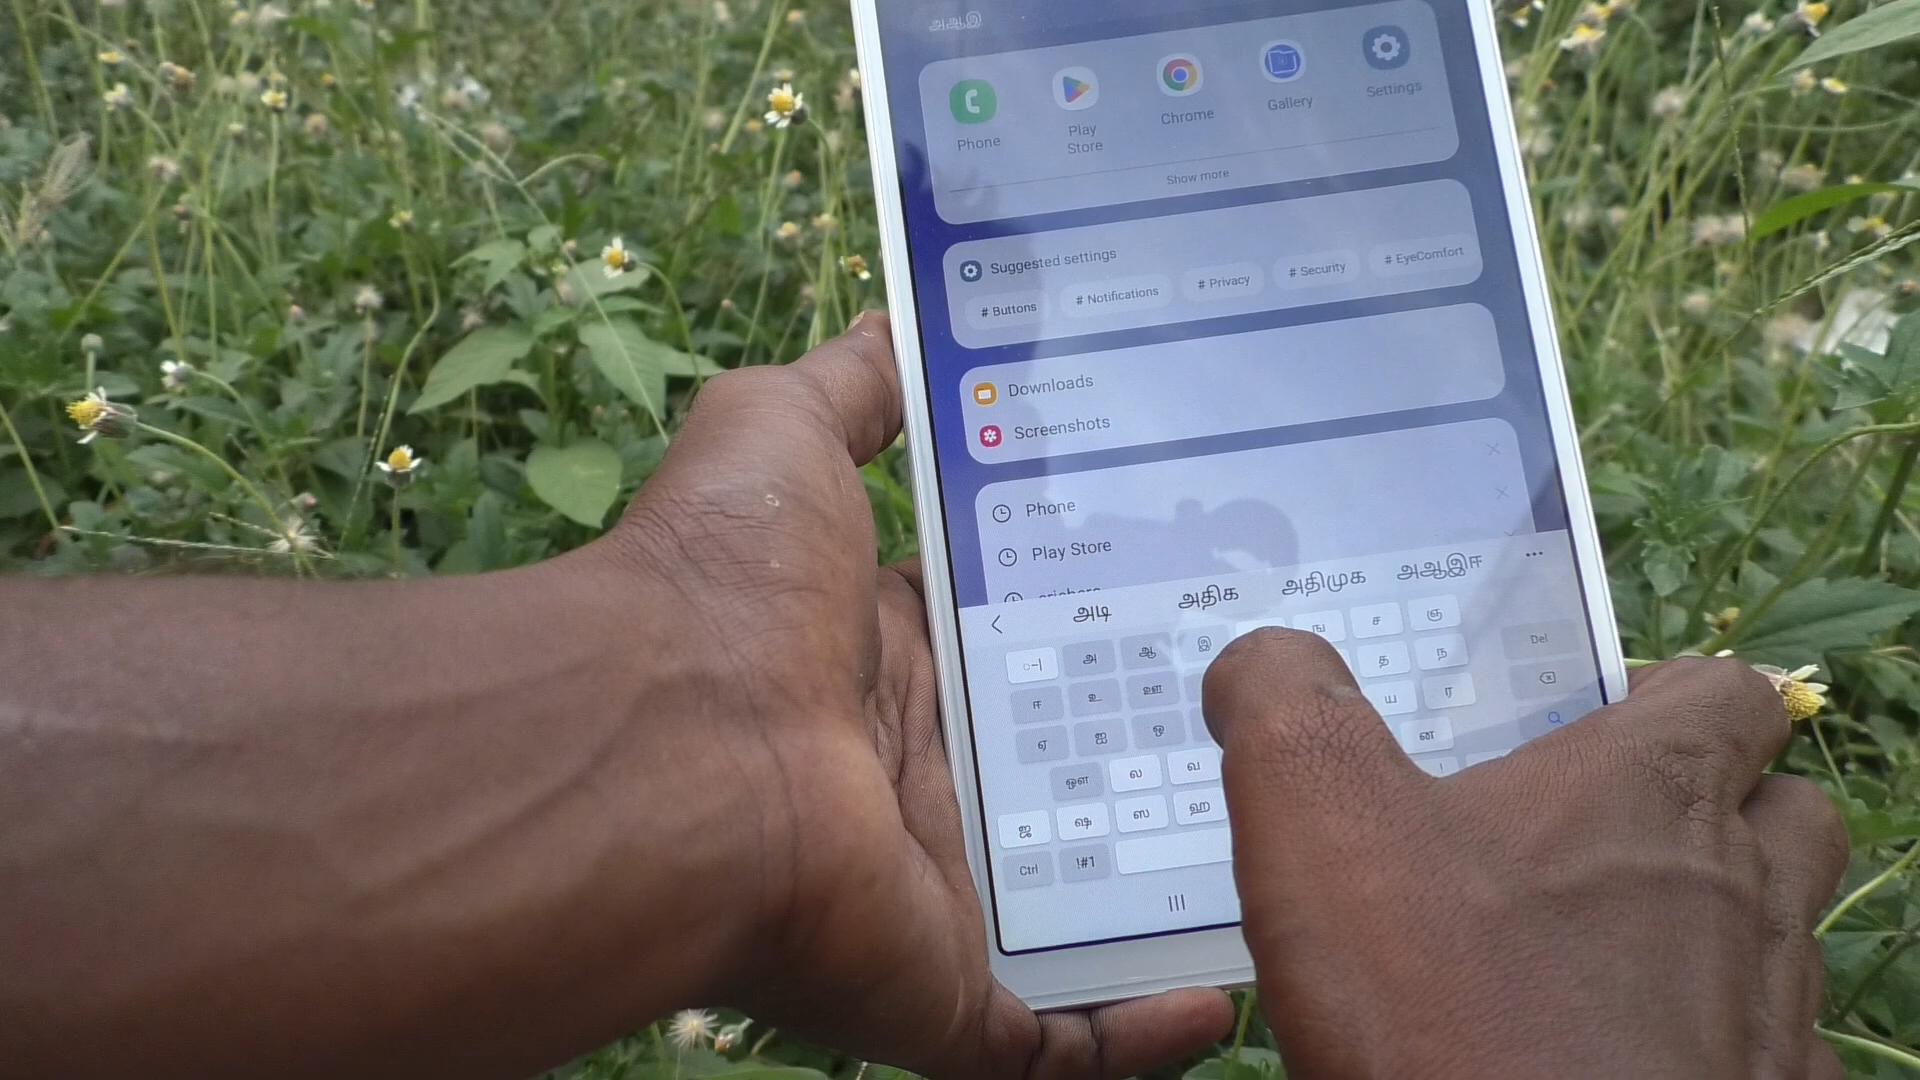 அஆஇ
Phone
Play
Store
Chrome
Gallery
Settings
Show more
Suggested settings
# Buttons # Notifications # Privacy # Security # EyeComfort
Downloads
Screenshots
Phone
Play Store
அடி அதிக அதிமுக அஆஇஈ
அ ஆ இ ங ச ஞ
ஈ உ ஊ த ந Del
ஏ ஐ ஒ ய ர
ஔ ல வ ன
ஜ ஷ ஸ ஹ !
Ctrl !#1